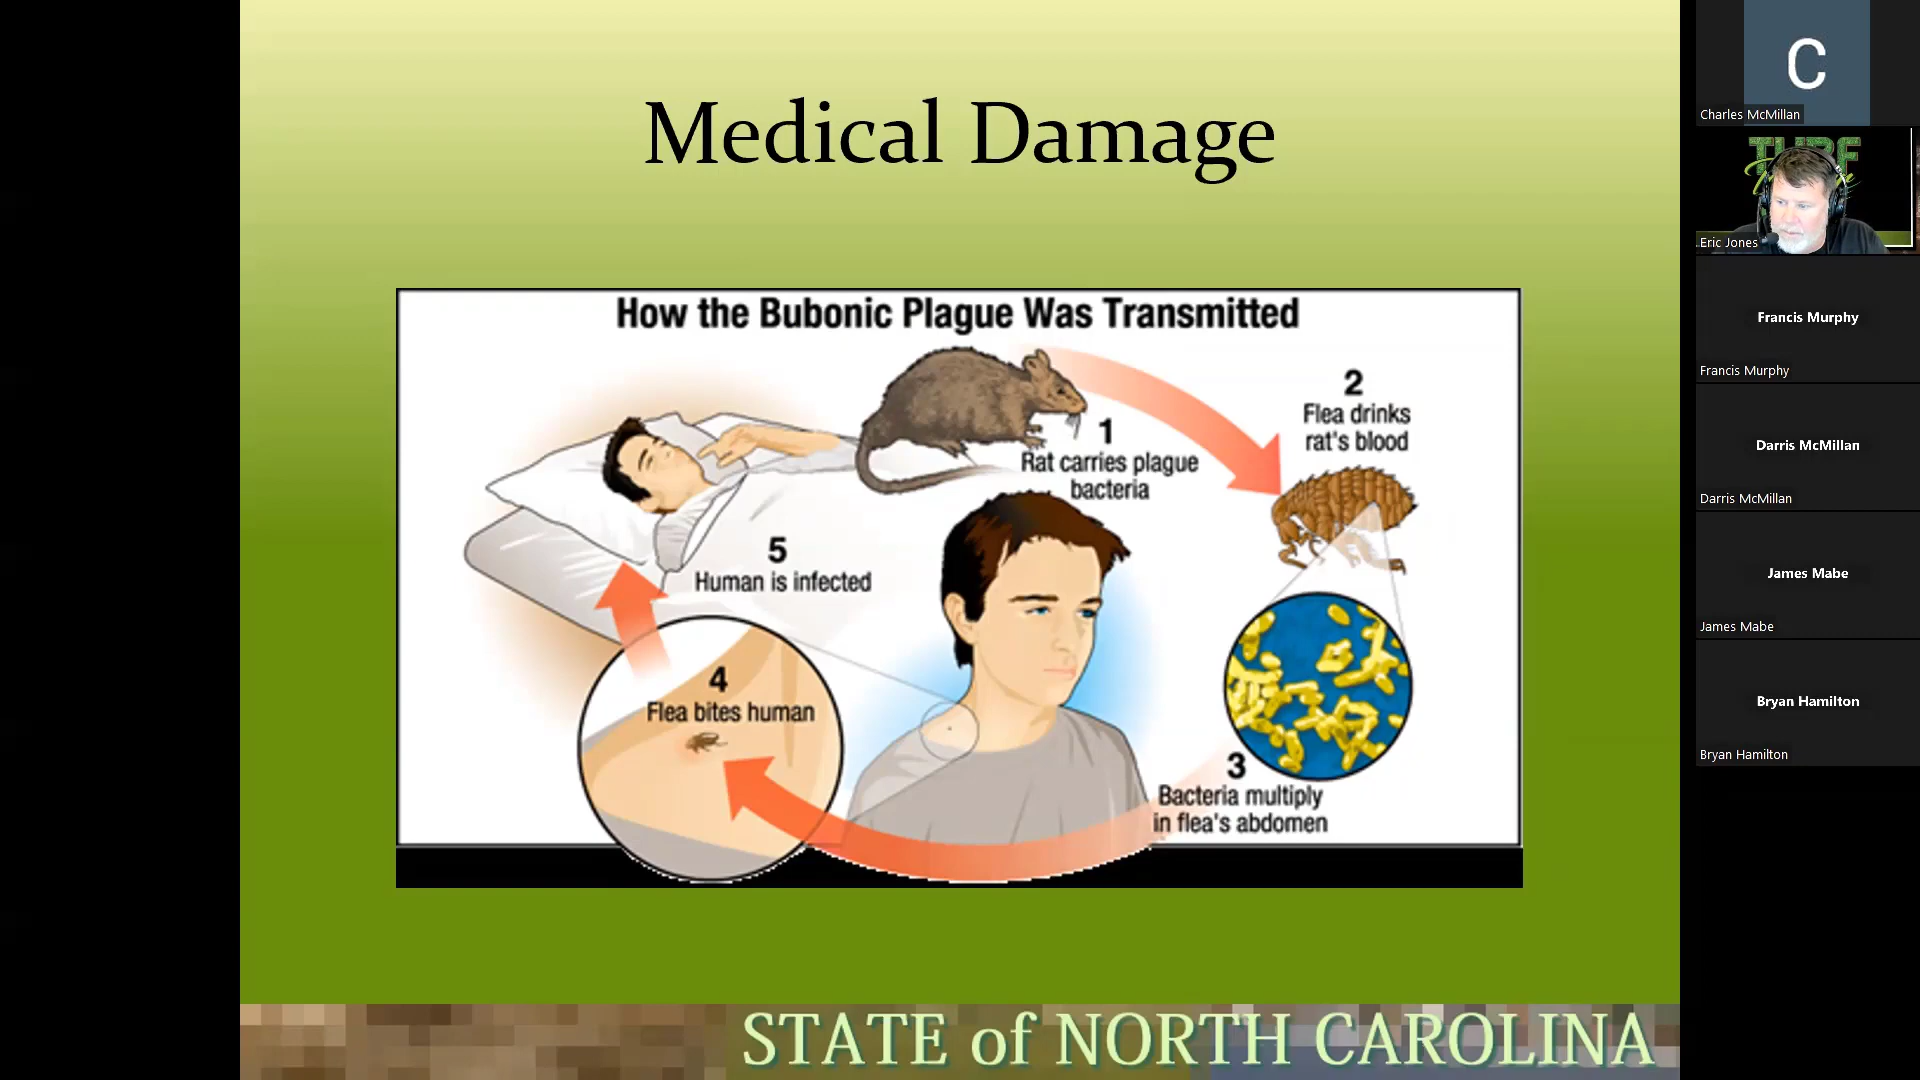 Medical Damage
How the Bubonic Plague Was Transmitted
1
Rat carries plague
bacteria
2
Flea drinks
rat's blood
3
Bacteria multiply
in flea's abdomen
4
Flea bites human
5
Human is infected
STATE of NORTH CAROLINA
C
Charles McMillan
TURF
Eric Jones
Francis Murphy
Francis Murphy
Darris McMillan
Darris McMillan
James Mabe
James Mabe
Bryan Hamilton
Bryan Hamilton